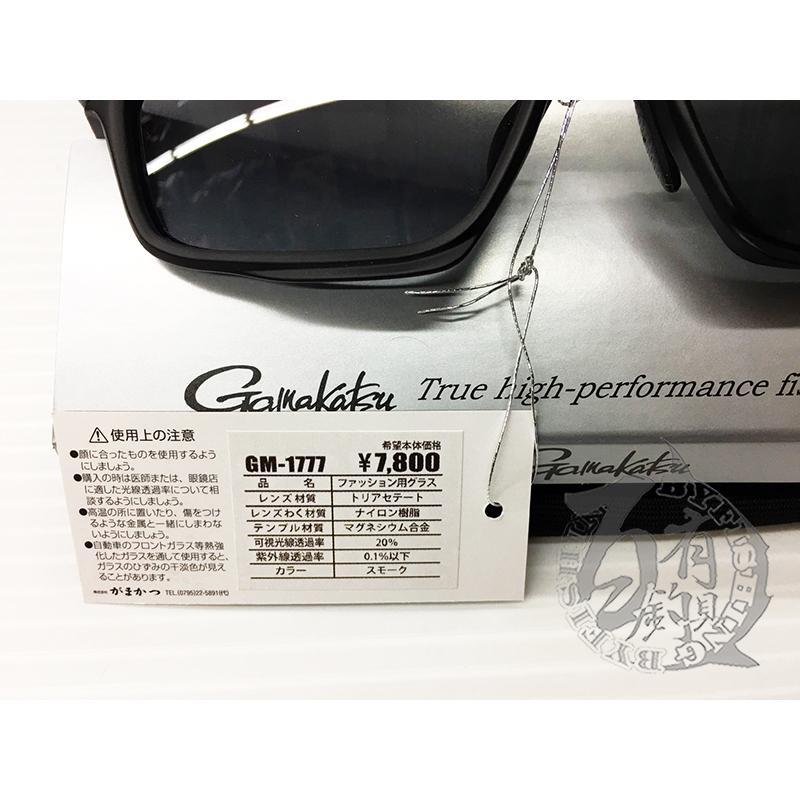 Gamakatsu True high-performance
⚠使用上の注意
●顔に合ったものを使用するよう
にしましょう。
●購入の時は医師または、眼鏡店
に適した光線透過率について相
談するようにしましょう。
●高温の所に置いたり、傷をつけ
るような金属と一緒にしまわな
いようにしましょう。
●自動車のフロントガラス等熱強
化したガラスを通して使用すると、
ガラスのひずみの干淡色が見え
ることがあります。
株式会社 がまかつ TEL.(0795)22-5891(代)
希望本体価格
GM-1777 ¥7,800
品 名 ファッション用グラス
レンズ材質 トリアセテート
レンズわく材質 ナイロン樹脂
テンプル材質 マグネシウム合金
可視光線透過率 20%
紫外線透過率 0.1%以下
カラー スモーク
Gamakatsu
BYFISHING
百有釣具
BYFISHING